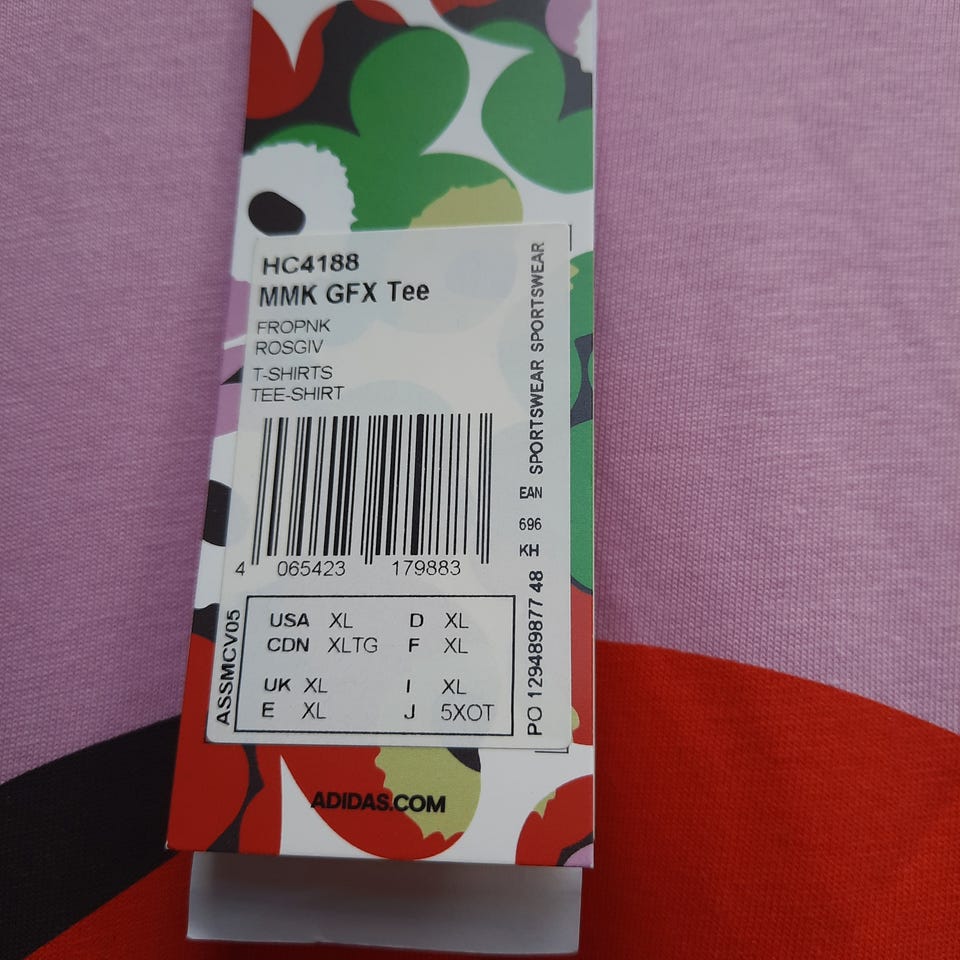 HC4188
MMK GFX Tee
FROPNK
ROSGIV
T-SHIRTS
TEE-SHIRT
4 065423 179883
USA XL D XL
CDN XLTG F XL
UK XL I XL
E XL J 5XOT
ASSMCV05
PO 129489877 48 KH 696 EAN SPORTSWEAR SPORTSWEAR
ADIDAS.COM